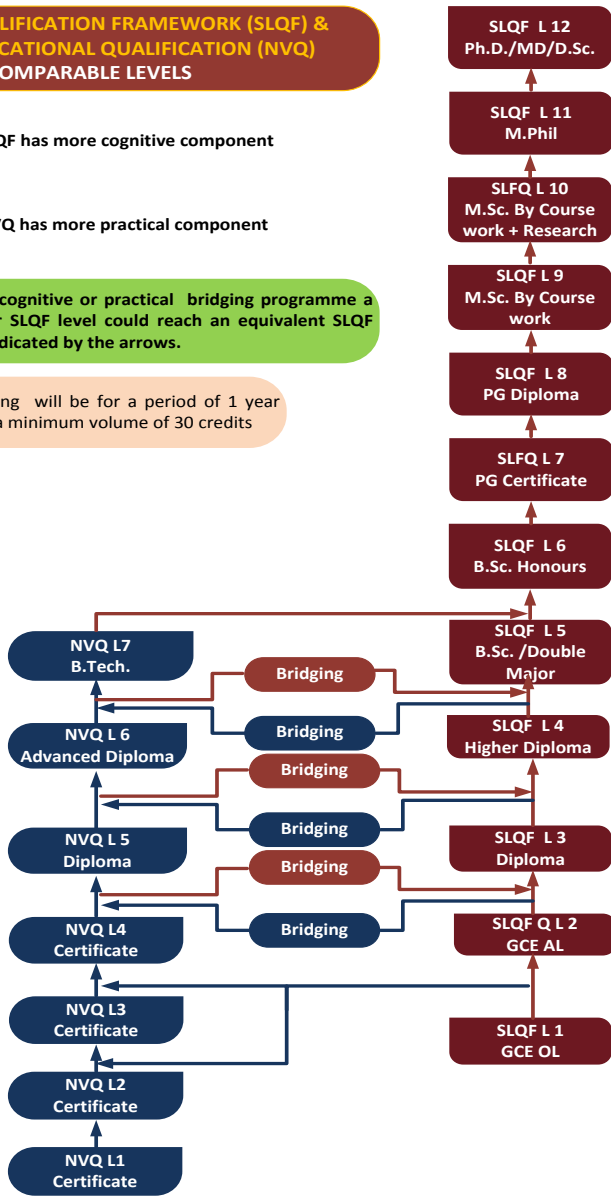 ALIFICATION FRAMEWORK (SLQF) &
CATIONAL QUALIFICATION (NVQ)
OMPARABLE LEVELS
QF has more cognitive component
VQ has more practical component
cognitive or practical bridging programme a
r SLQF level could reach an equivalent SLQF
dicated by the arrows.
ng will be for a period of 1 year
a minimum volume of 30 credits
SLQF L 12
Ph.D./MD/D.Sc.
SLQF L 11
M.Phil
SLFQ L 10
M.Sc. By Course
work + Research
SLQF L 9
M.Sc. By Course
work
SLQF L 8
PG Diploma
SLFQ L 7
PG Certificate
SLQF L 6
B.Sc. Honours
SLQF L 5
B.Sc. /Double
Major
SLQF L 4
Higher Diploma
SLQF L 3
Diploma
SLQF Q L 2
GCE AL
SLQF L 1
GCE OL
NVQ L7
B.Tech.
NVQ L 6
Advanced Diploma
NVQ L 5
Diploma
NVQ L4
Certificate
NVQ L3
Certificate
NVQ L2
Certificate
NVQ L1
Certificate
Bridging
Bridging
Bridging
Bridging
Bridging
Bridging